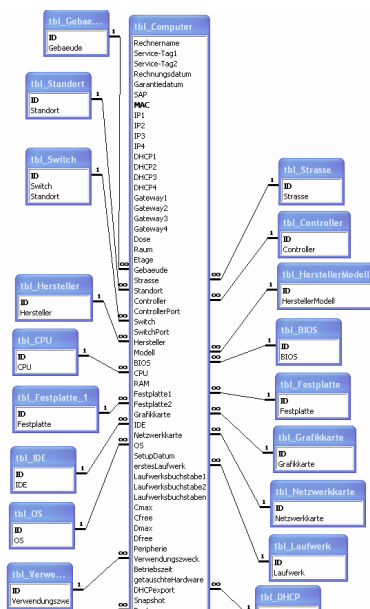 tbl_Gebae...
ID
Gebaeude
tbl_Standort
ID
Standort
tbl_Switch
ID
Switch
Standort
tbl_Hersteller
ID
Hersteller
tbl_CPU
ID
CPU
tbl_Festplatte_1
ID
Festplatte
tbl_IDE
ID
IDE
tbl_OS
ID
OS
tbl_Verwe...
ID
Verwendungszwe
tbl_Computer
Rechnername
Service-Tag1
Service-Tag2
Rechnungsdatum
Garantiedatum
SAP
MAC
IP1
IP2
IP3
IP4
DHCP1
DHCP2
DHCP3
DHCP4
Gateway1
Gateway2
Gateway3
Gateway4
Dose
Raum
Etage
Gebaeude
Strasse
Standort
Controller
ControllerPort
Switch
SwitchPort
Hersteller
Modell
BIOS
CPU
RAM
Festplatte1
Festplatte2
Grafikkarte
IDE
Netzwerkkarte
OS
SetupDatum
erstesLaufwerk
Laufwerksbuchstabe1
Laufwerksbuchstabe2
Laufwerksbuchstaben
Cmax
Cfree
Dmax
Dfree
Peripherie
Verwendungszweck
Betriebszeit
getauschteHardware
DHCPexport
Snapshot
tbl_Strasse
ID
Strasse
tbl_Controller
ID
Controller
tbl_HerstellerModell
ID
HerstellerModell
tbl_BIOS
ID
BIOS
tbl_Festplatte
ID
Festplatte
tbl_Grafikkarte
ID
Grafikkarte
tbl_Netzwerkkarte
ID
Netzwerkkarte
tbl_Laufwerk
ID
Laufwerk
tbl_DHCP